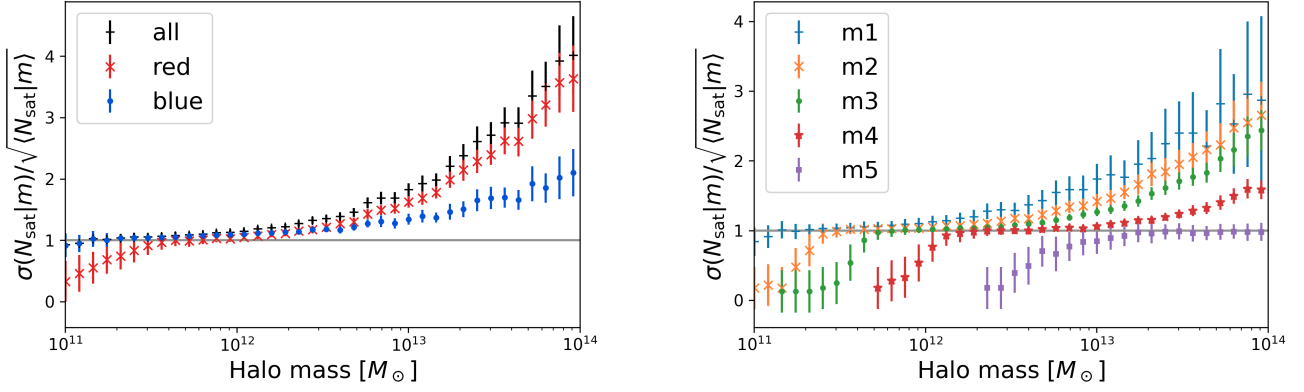 σ(N_sat|m)/√⟨N_sat|m⟩
4
3
2
1
0
all
red
blue
10^11
10^12
10^13
10^14
Halo mass [M_⊙]
σ(N_sat|m)/√⟨N_sat|m⟩
4
3
2
1
0
m1
m2
m3
m4
m5
10^11
10^12
10^13
10^14
Halo mass [M_⊙]